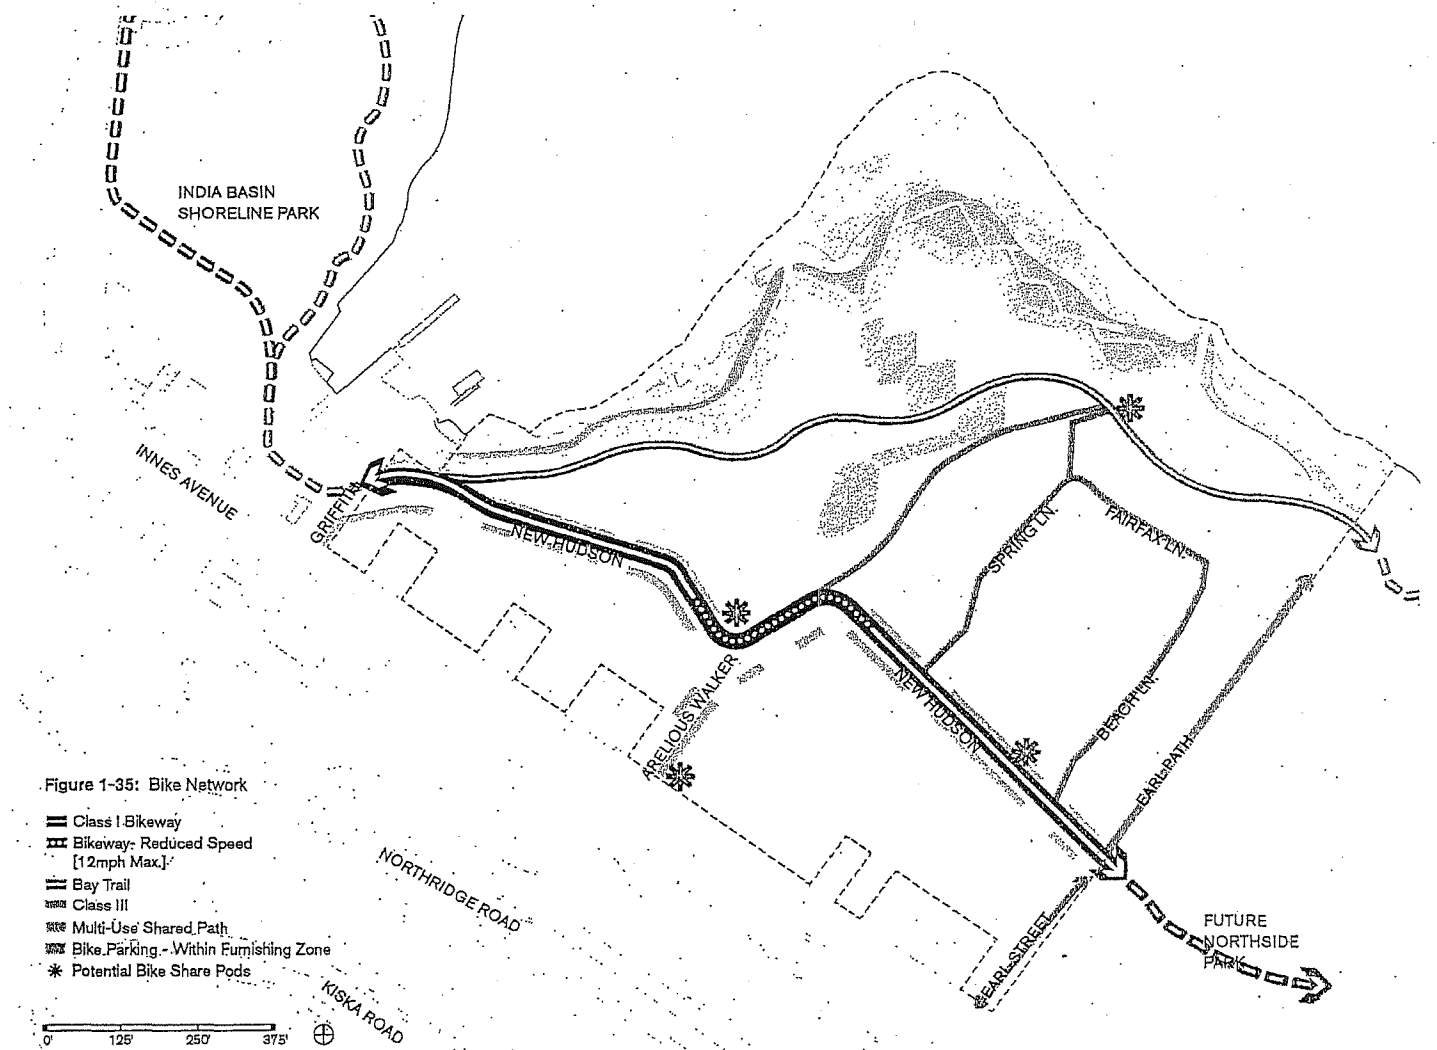 INDIA BASIN
SHORELINE PARK
INNES AVENUE
GRIFFITH
NEW HUDSON
SPRING LN.
FAIRFAX LN.
ARELIOUS WALKER
NEW HUDSON
BEACH LN.
EARL PATH
Figure 1-35: Bike Network
Class I Bikeway
Bikeway- Reduced Speed
[12mph Max.]
Bay Trail
Class III
Multi-Use Shared Path
Bike Parking - Within Furnishing Zone
Potential Bike Share Pods
NORTHRIDGE ROAD
EARL STREET
FUTURE
NORTHSIDE
PARK
KISKA ROAD
0' 125' 250' 375'